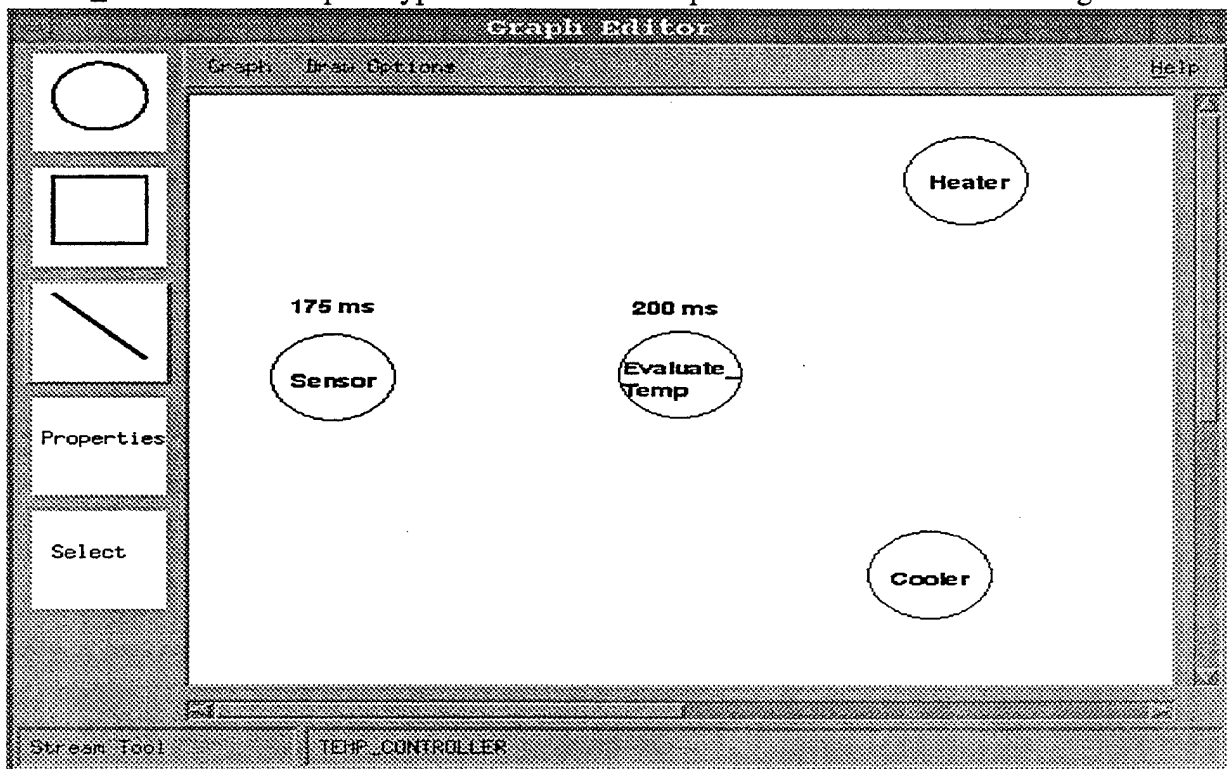 Graph Editor
Graph Draw Options Help
Heater
175 ms
200 ms
Sensor
Evaluate_
Temp
Properties
Select
Cooler
Stream Tool TEMP_CONTROLLER